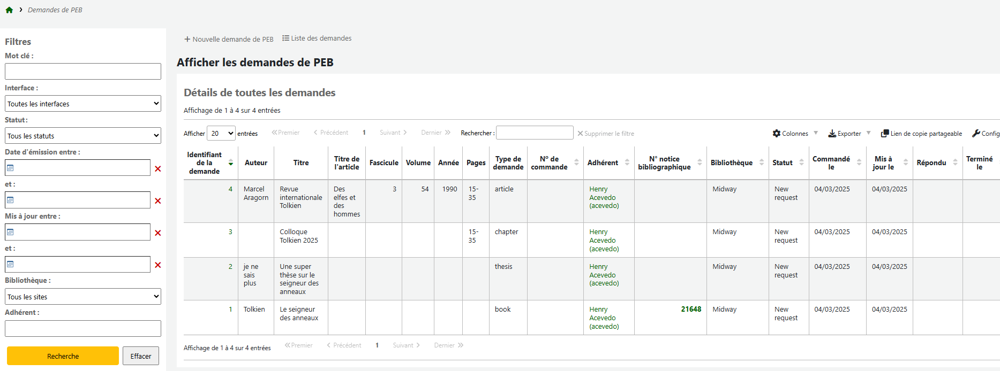 Demandes de PEB
Filtres
Mot clé :
Interface :
Toutes les interfaces
Statut :
Tous les statuts
Date d'émission entre :
et :
Mis à jour entre :
et :
Bibliothèque :
Tous les sites
Adhérent :
Recherche Effacer
+ Nouvelle demande de PEB Liste des demandes
Afficher les demandes de PEB
Détails de toutes les demandes
Affichage de 1 à 4 sur 4 entrées
Afficher 20 entrées Premier Précédent 1 Suivant Dernier Rechercher : Supprimer le filtre Colonnes Exporter Lien de copie partageable Config
Identifiant de la demande Auteur Titre Titre de l'article Fascicule Volume Année Pages Type de demande N° de commande Adhérent N° notice bibliographique Bibliothèque Statut Commandé le Mis à jour le Répondu Terminé le
4 Marcel Aragorn Revue internationale Tolkien Des elfes et des hommes 3 54 1990 15-35 article Henry Acevedo (acevedo) Midway New request 04/03/2025 04/03/2025
3 Colloque Tolkien 2025 15-35 chapter Henry Acevedo (acevedo) Midway New request 04/03/2025 04/03/2025
2 je ne sais plus Une super thèse sur le seigneur des anneaux thesis Henry Acevedo (acevedo) Midway New request 04/03/2025 04/03/2025
1 Tolkien Le seigneur des anneaux book Henry Acevedo (acevedo) 21648 Midway New request 04/03/2025 04/03/2025
Affichage de 1 à 4 sur 4 entrées Premier Précédent 1 Suivant Dernier